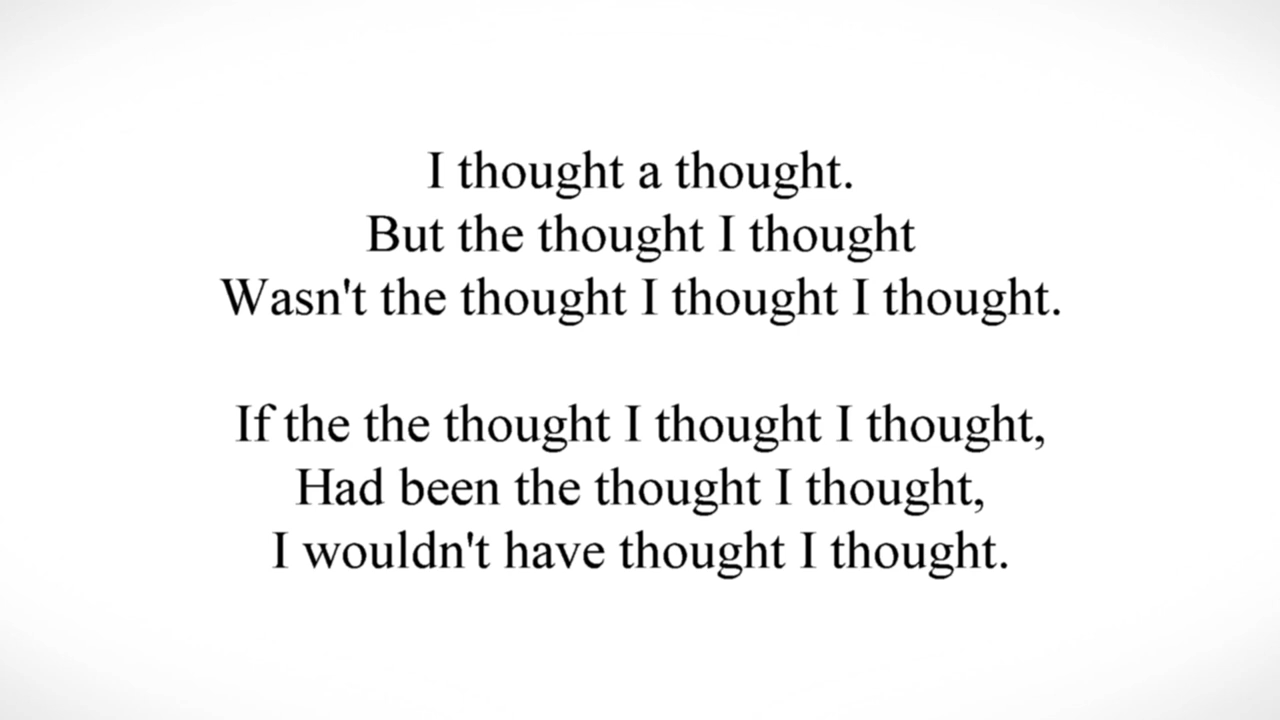 I thought a thought.
But the thought I thought
Wasn't the thought I thought I thought.
If the the thought I thought I thought,
Had been the thought I thought,
I wouldn't have thought I thought.